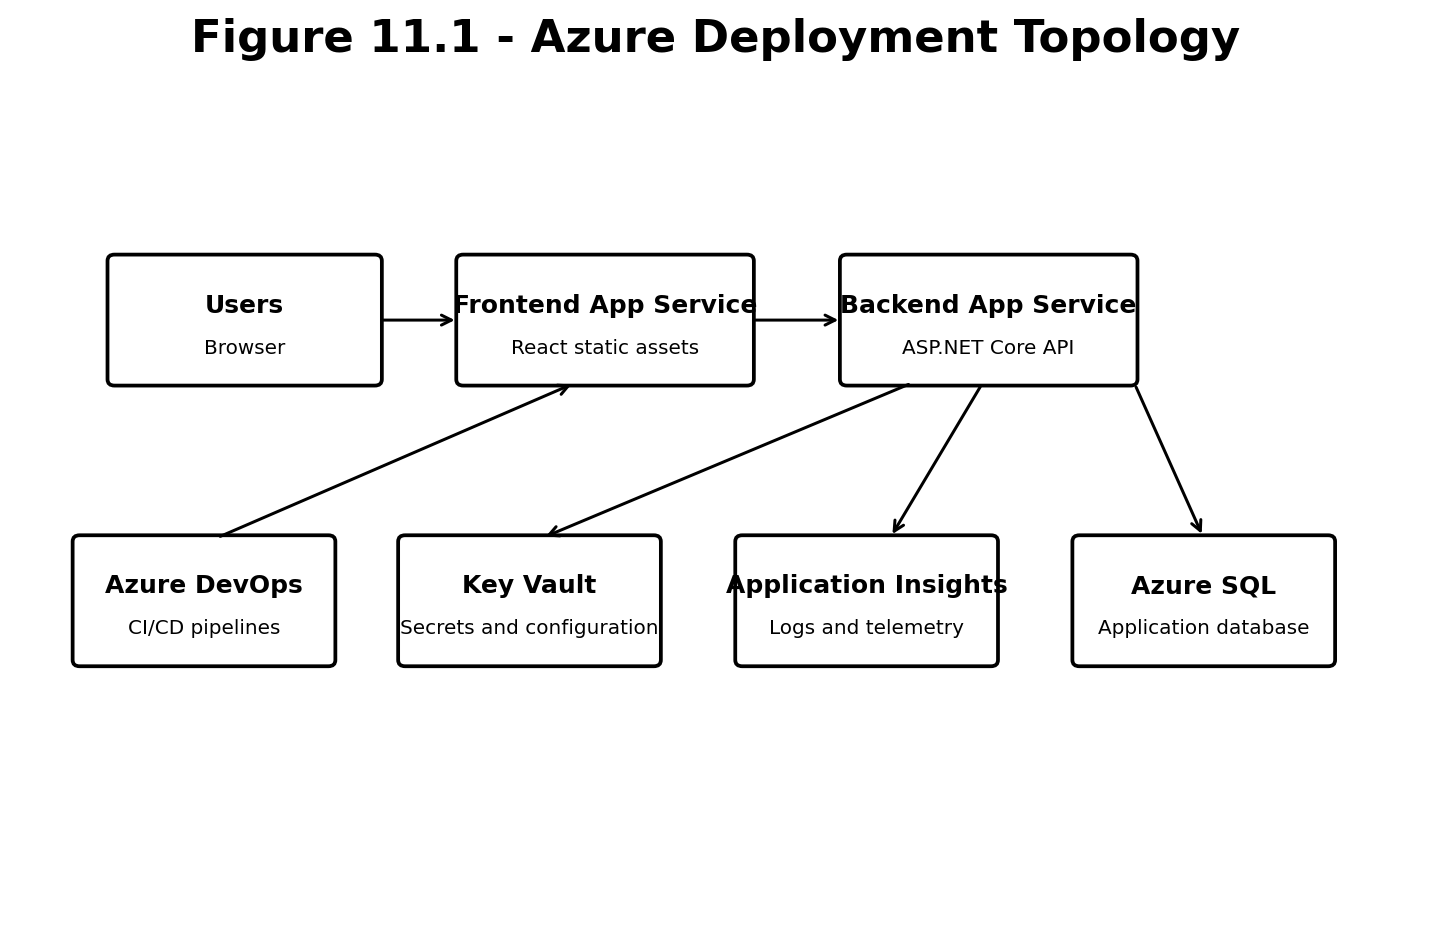 Figure 11.1 - Azure Deployment Topology
Users
Browser
Frontend App Service
React static assets
Backend App Service
ASP.NET Core API
Azure DevOps
CI/CD pipelines
Key Vault
Secrets and configuration
Application Insights
Logs and telemetry
Azure SQL
Application database